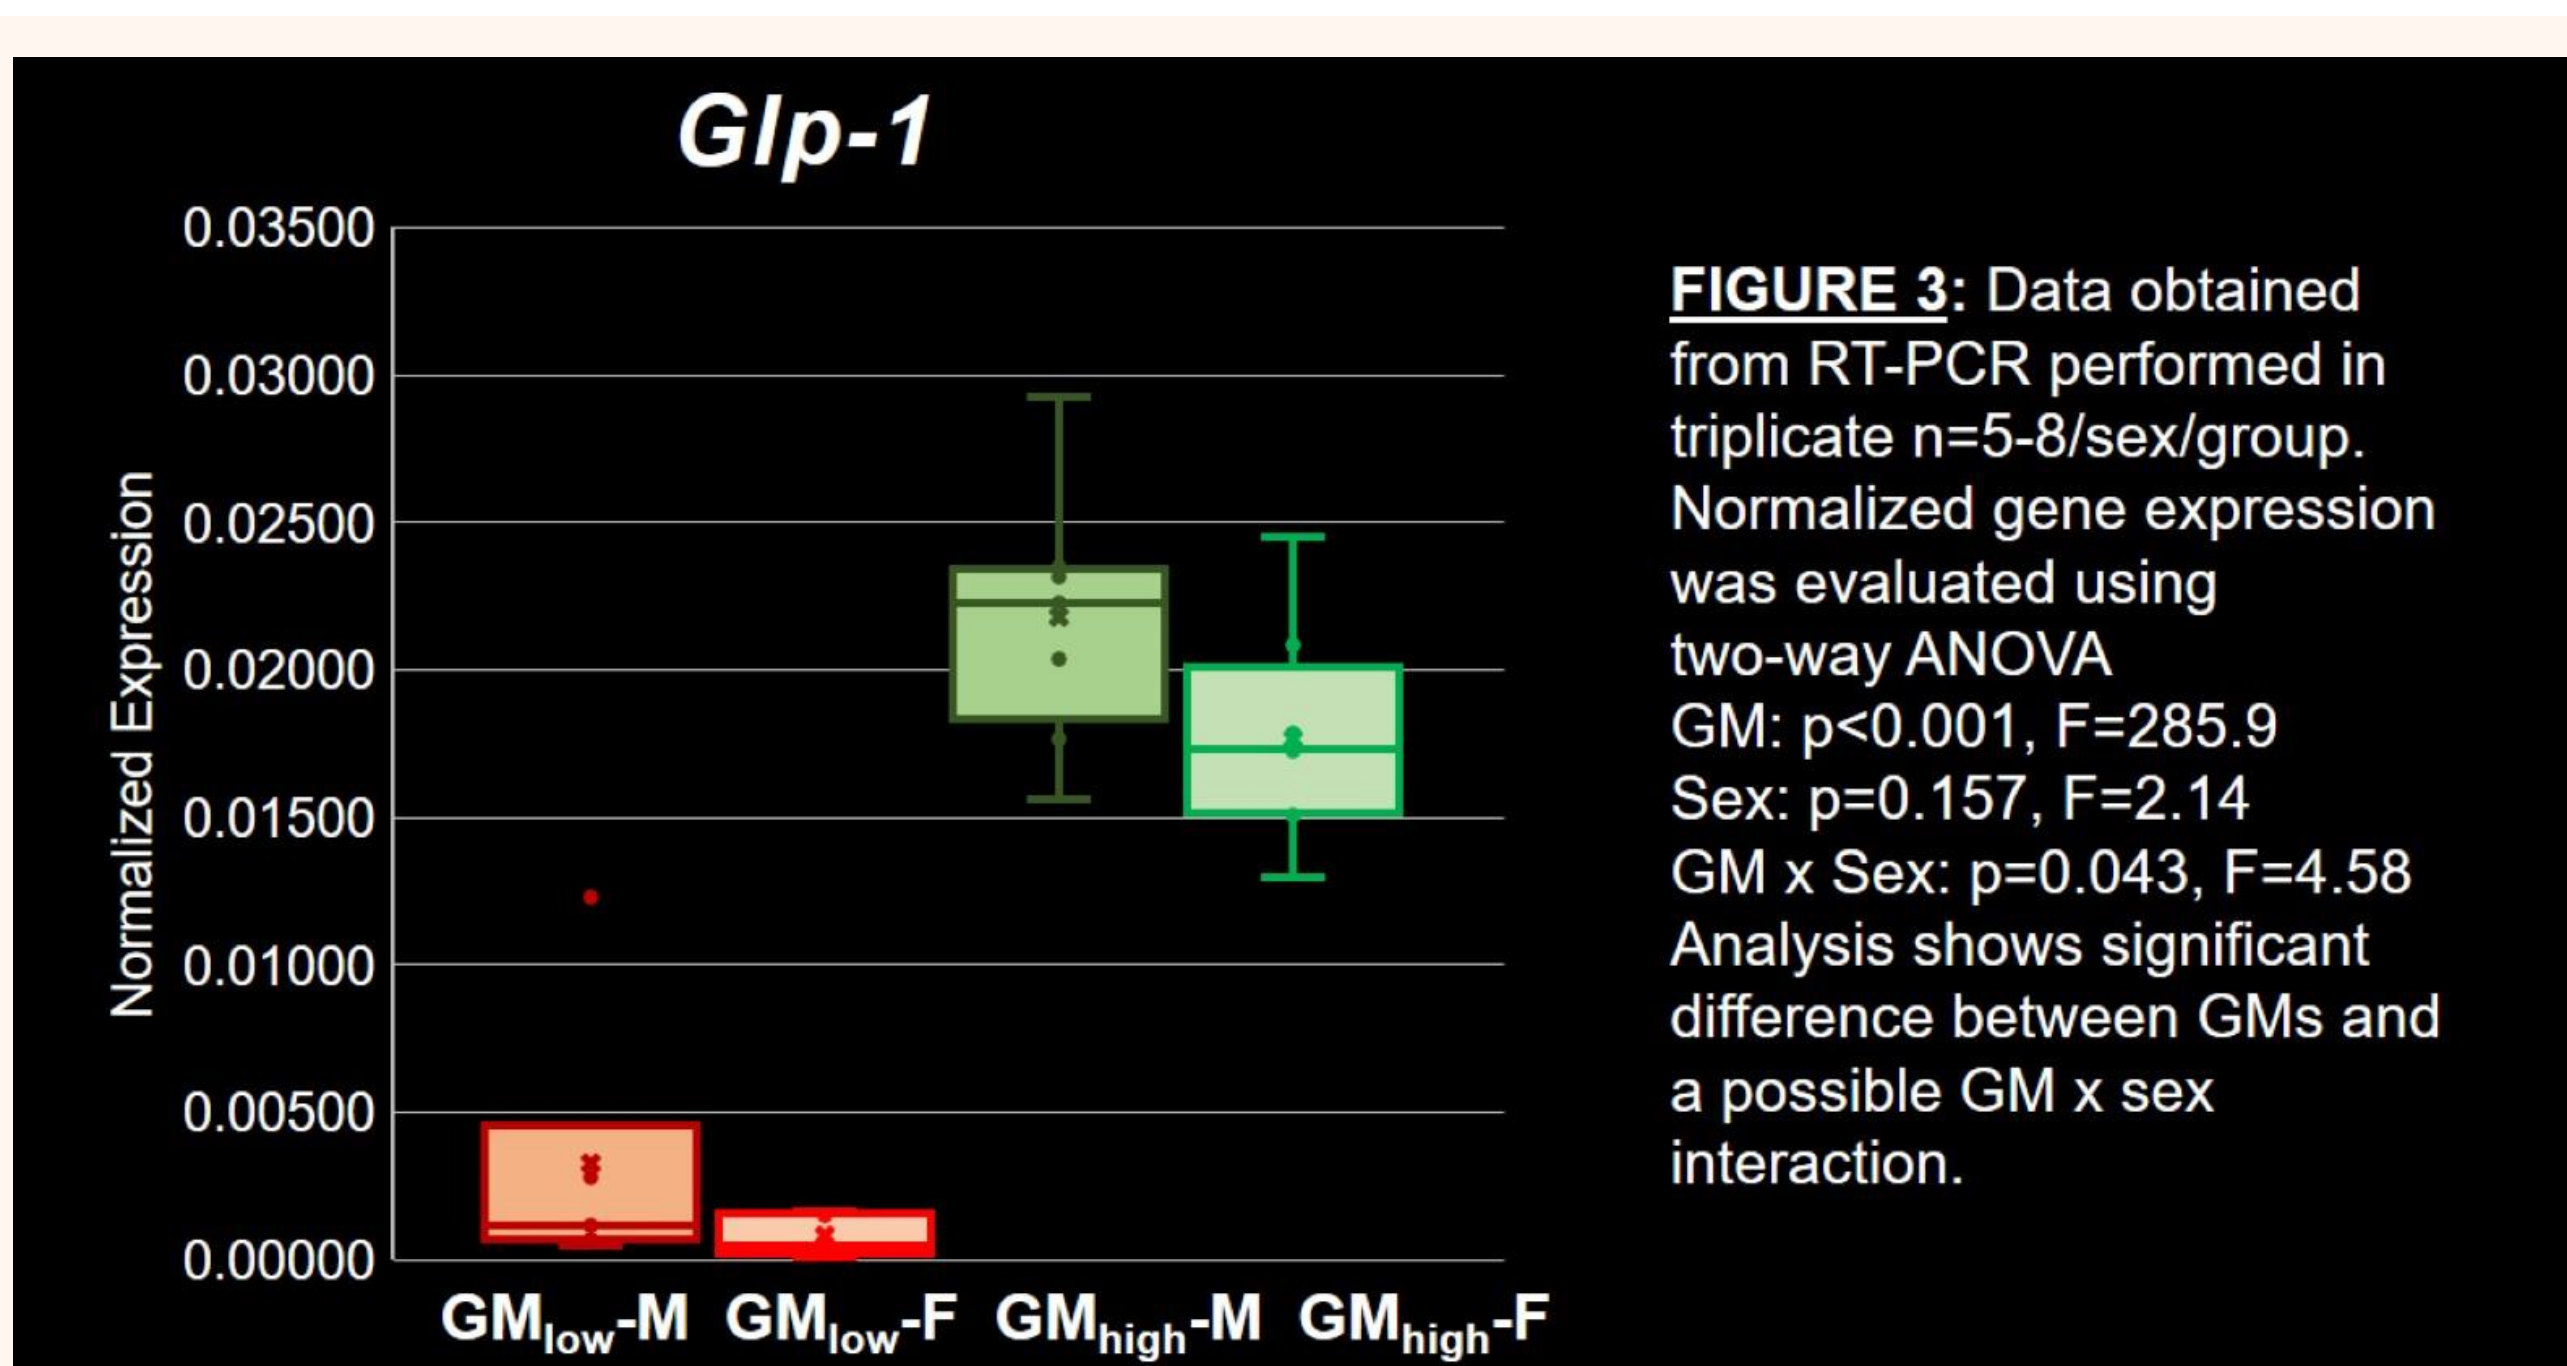 Glp-1
0.03500
0.03000
0.02500
0.02000
0.01500
0.01000
0.00500
0.00000
Normalized Expression
GMlow-M GMlow-F GMhigh-M GMhigh-F
FIGURE 3: Data obtained
from RT-PCR performed in
triplicate n=5-8/sex/group.
Normalized gene expression
was evaluated using
two-way ANOVA
GM: p<0.001, F=285.9
Sex: p=0.157, F=2.14
GM x Sex: p=0.043, F=4.58
Analysis shows significant
difference between GMs and
a possible GM x sex
interaction.